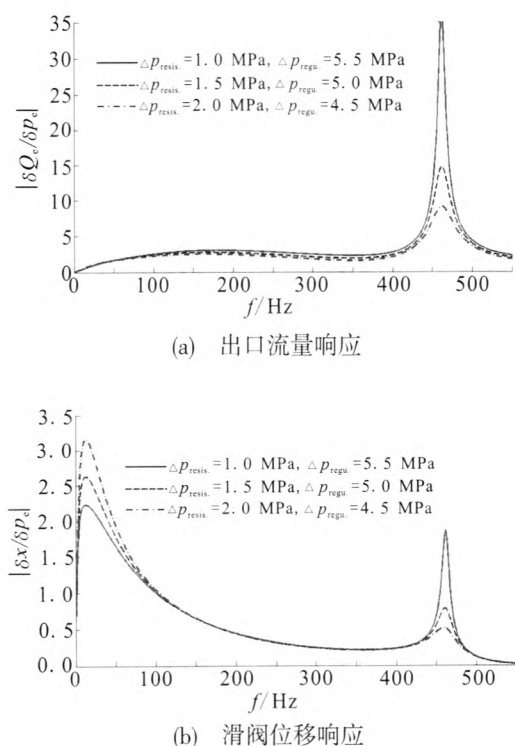 35
30
25
20
15
10
5
0
|δQe/δpe|
△presis.=1.0 MPa, △pregu.=5.5 MPa
△presis.=1.5 MPa, △pregu.=5.0 MPa
△presis.=2.0 MPa, △pregu.=4.5 MPa
100 200 300 400 500
f/Hz
(a) 出口流量响应
3.5
3.0
2.5
2.0
1.5
1.0
0.5
0.0
|δx/δpe|
△presis.=1.0 MPa, △pregu.=5.5 MPa
△presis.=1.5 MPa, △pregu.=5.0 MPa
△presis.=2.0 MPa, △pregu.=4.5 MPa
0 100 200 300 400 500
f/Hz
(b) 滑阀位移响应